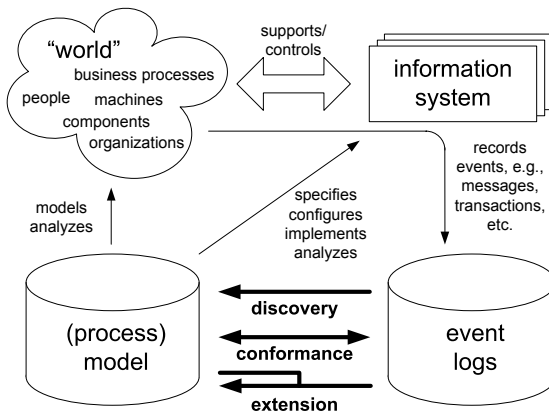 “world”
business processes
people machines
components
organizations
supports/
controls
information
system
records
events, e.g.,
messages,
transactions,
etc.
models
analyzes
specifies
configures
implements
analyzes
(process)
model
discovery
conformance
extension
event
logs